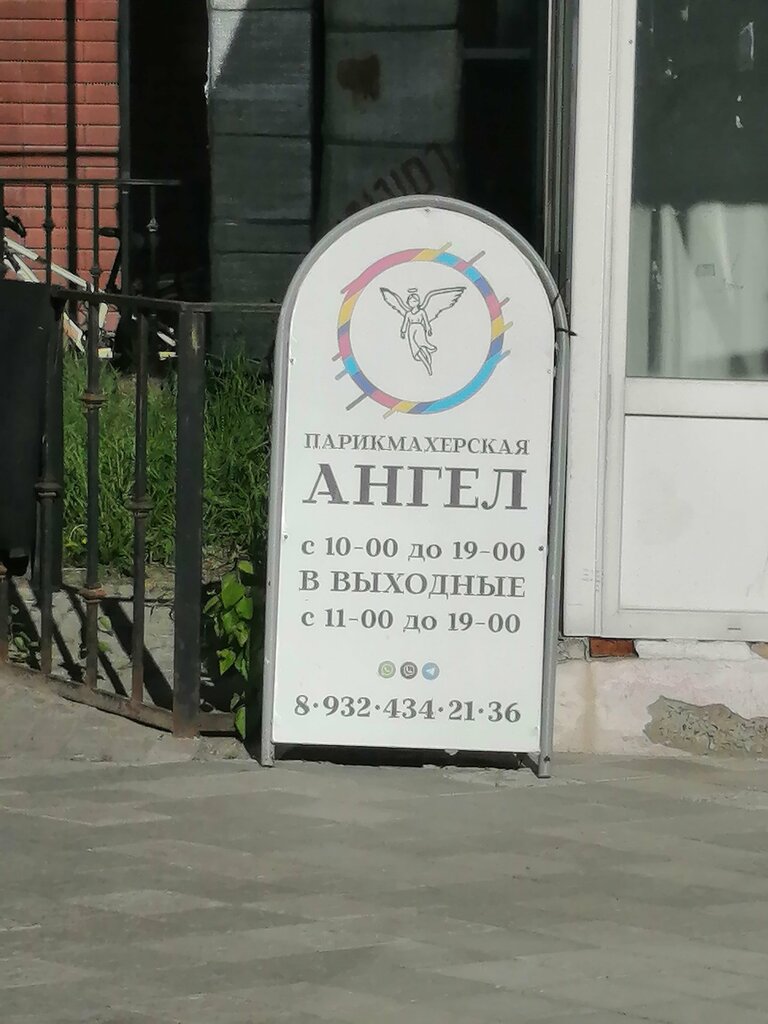 ПАРИКМАХЕРСКАЯ
АНГЕЛ
с 10-00 до 19-00
В ВЫХОДНЫЕ
с 11-00 до 19-00
8·932·434·21·36